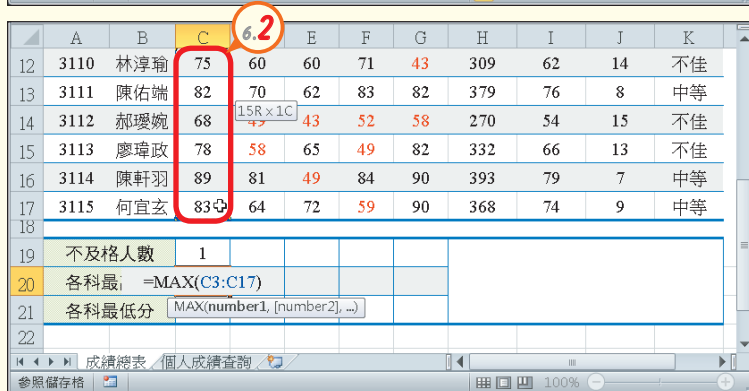 6.2
A B C E F G H I J K
12 3110 林淳瑜 75 60 60 71 43 309 62 14 不佳
13 3111 陳佑端 82 70 62 83 82 379 76 8 中等
15R x 1C
14 3112 郝璦婉 68 49 43 52 58 270 54 15 不佳
15 3113 廖瑋政 78 58 65 49 82 332 66 13 不佳
16 3114 陳軒羽 89 81 49 84 90 393 79 7 中等
17 3115 何宜玄 83 64 72 59 90 368 74 9 中等
18
19 不及格人數 1
20 各科最 =MAX(C3:C17)
21 各科最低分 MAX(number1, [number2], ...)
22
成績總表 個人成績查詢
參照儲存格 100%